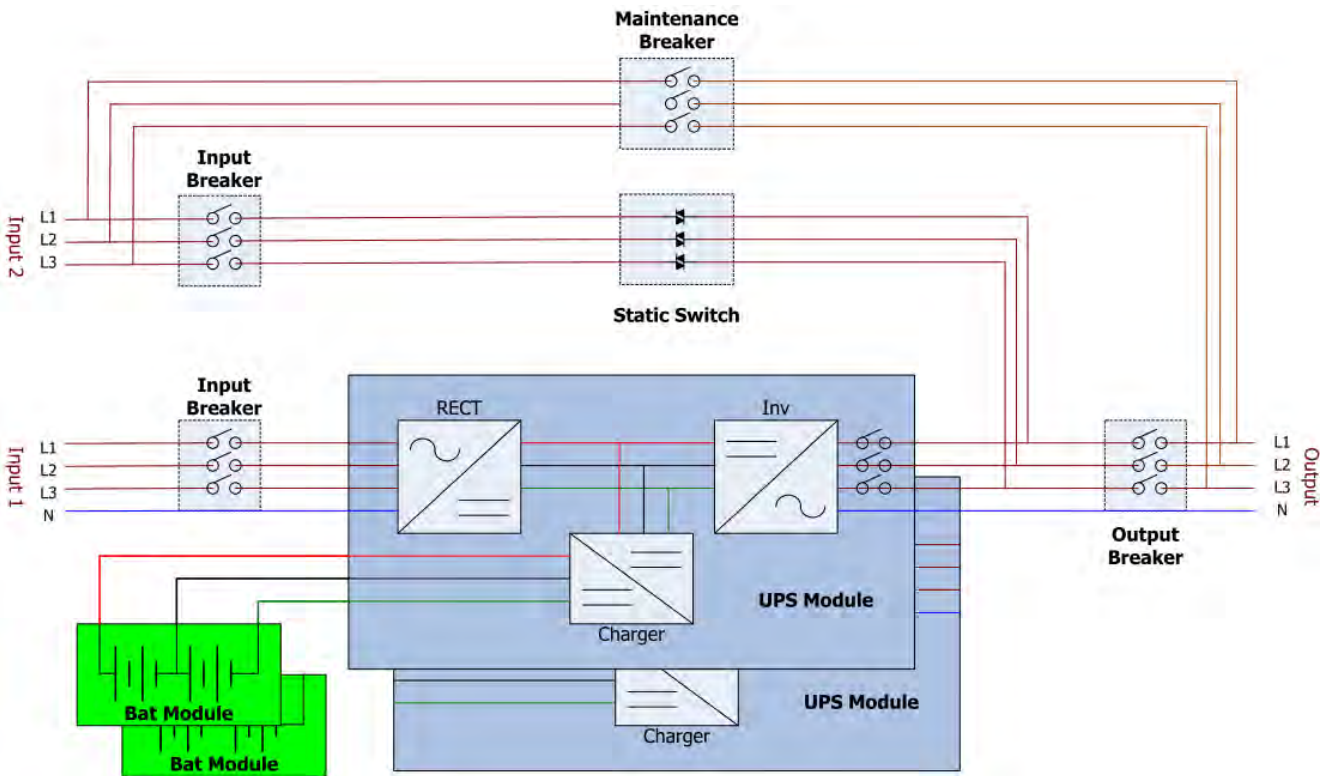 Maintenance
Breaker
Input
Breaker
Input 2
L1
L2
L3
Static Switch
Input
Breaker
RECT
Inv
Input 1
L1
L2
L3
N
L1
L2
L3
N
Output
Output
Breaker
UPS Module
Charger
UPS Module
Charger
Bat Module
Bat Module